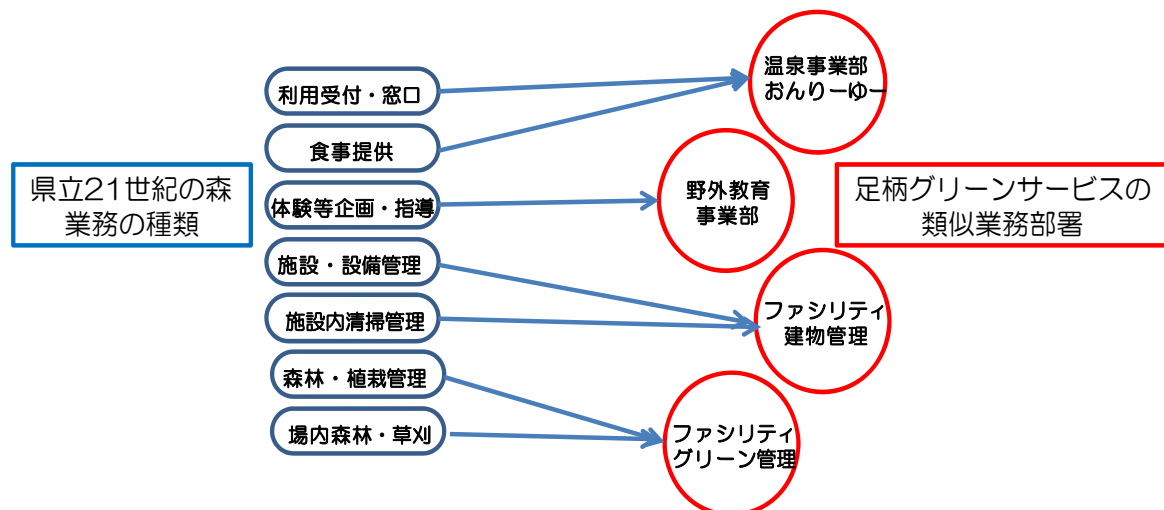 県立21世紀の森
業務の種類
利用受付・窓口
食事提供
体験等企画・指導
施設・設備管理
施設内清掃管理
森林・植栽管理
場内森林・草刈
温泉事業部
おんりーゆー
野外教育
事業部
ファシリティ
建物管理
ファシリティ
グリーン管理
足柄グリーンサービスの
類似業務部署